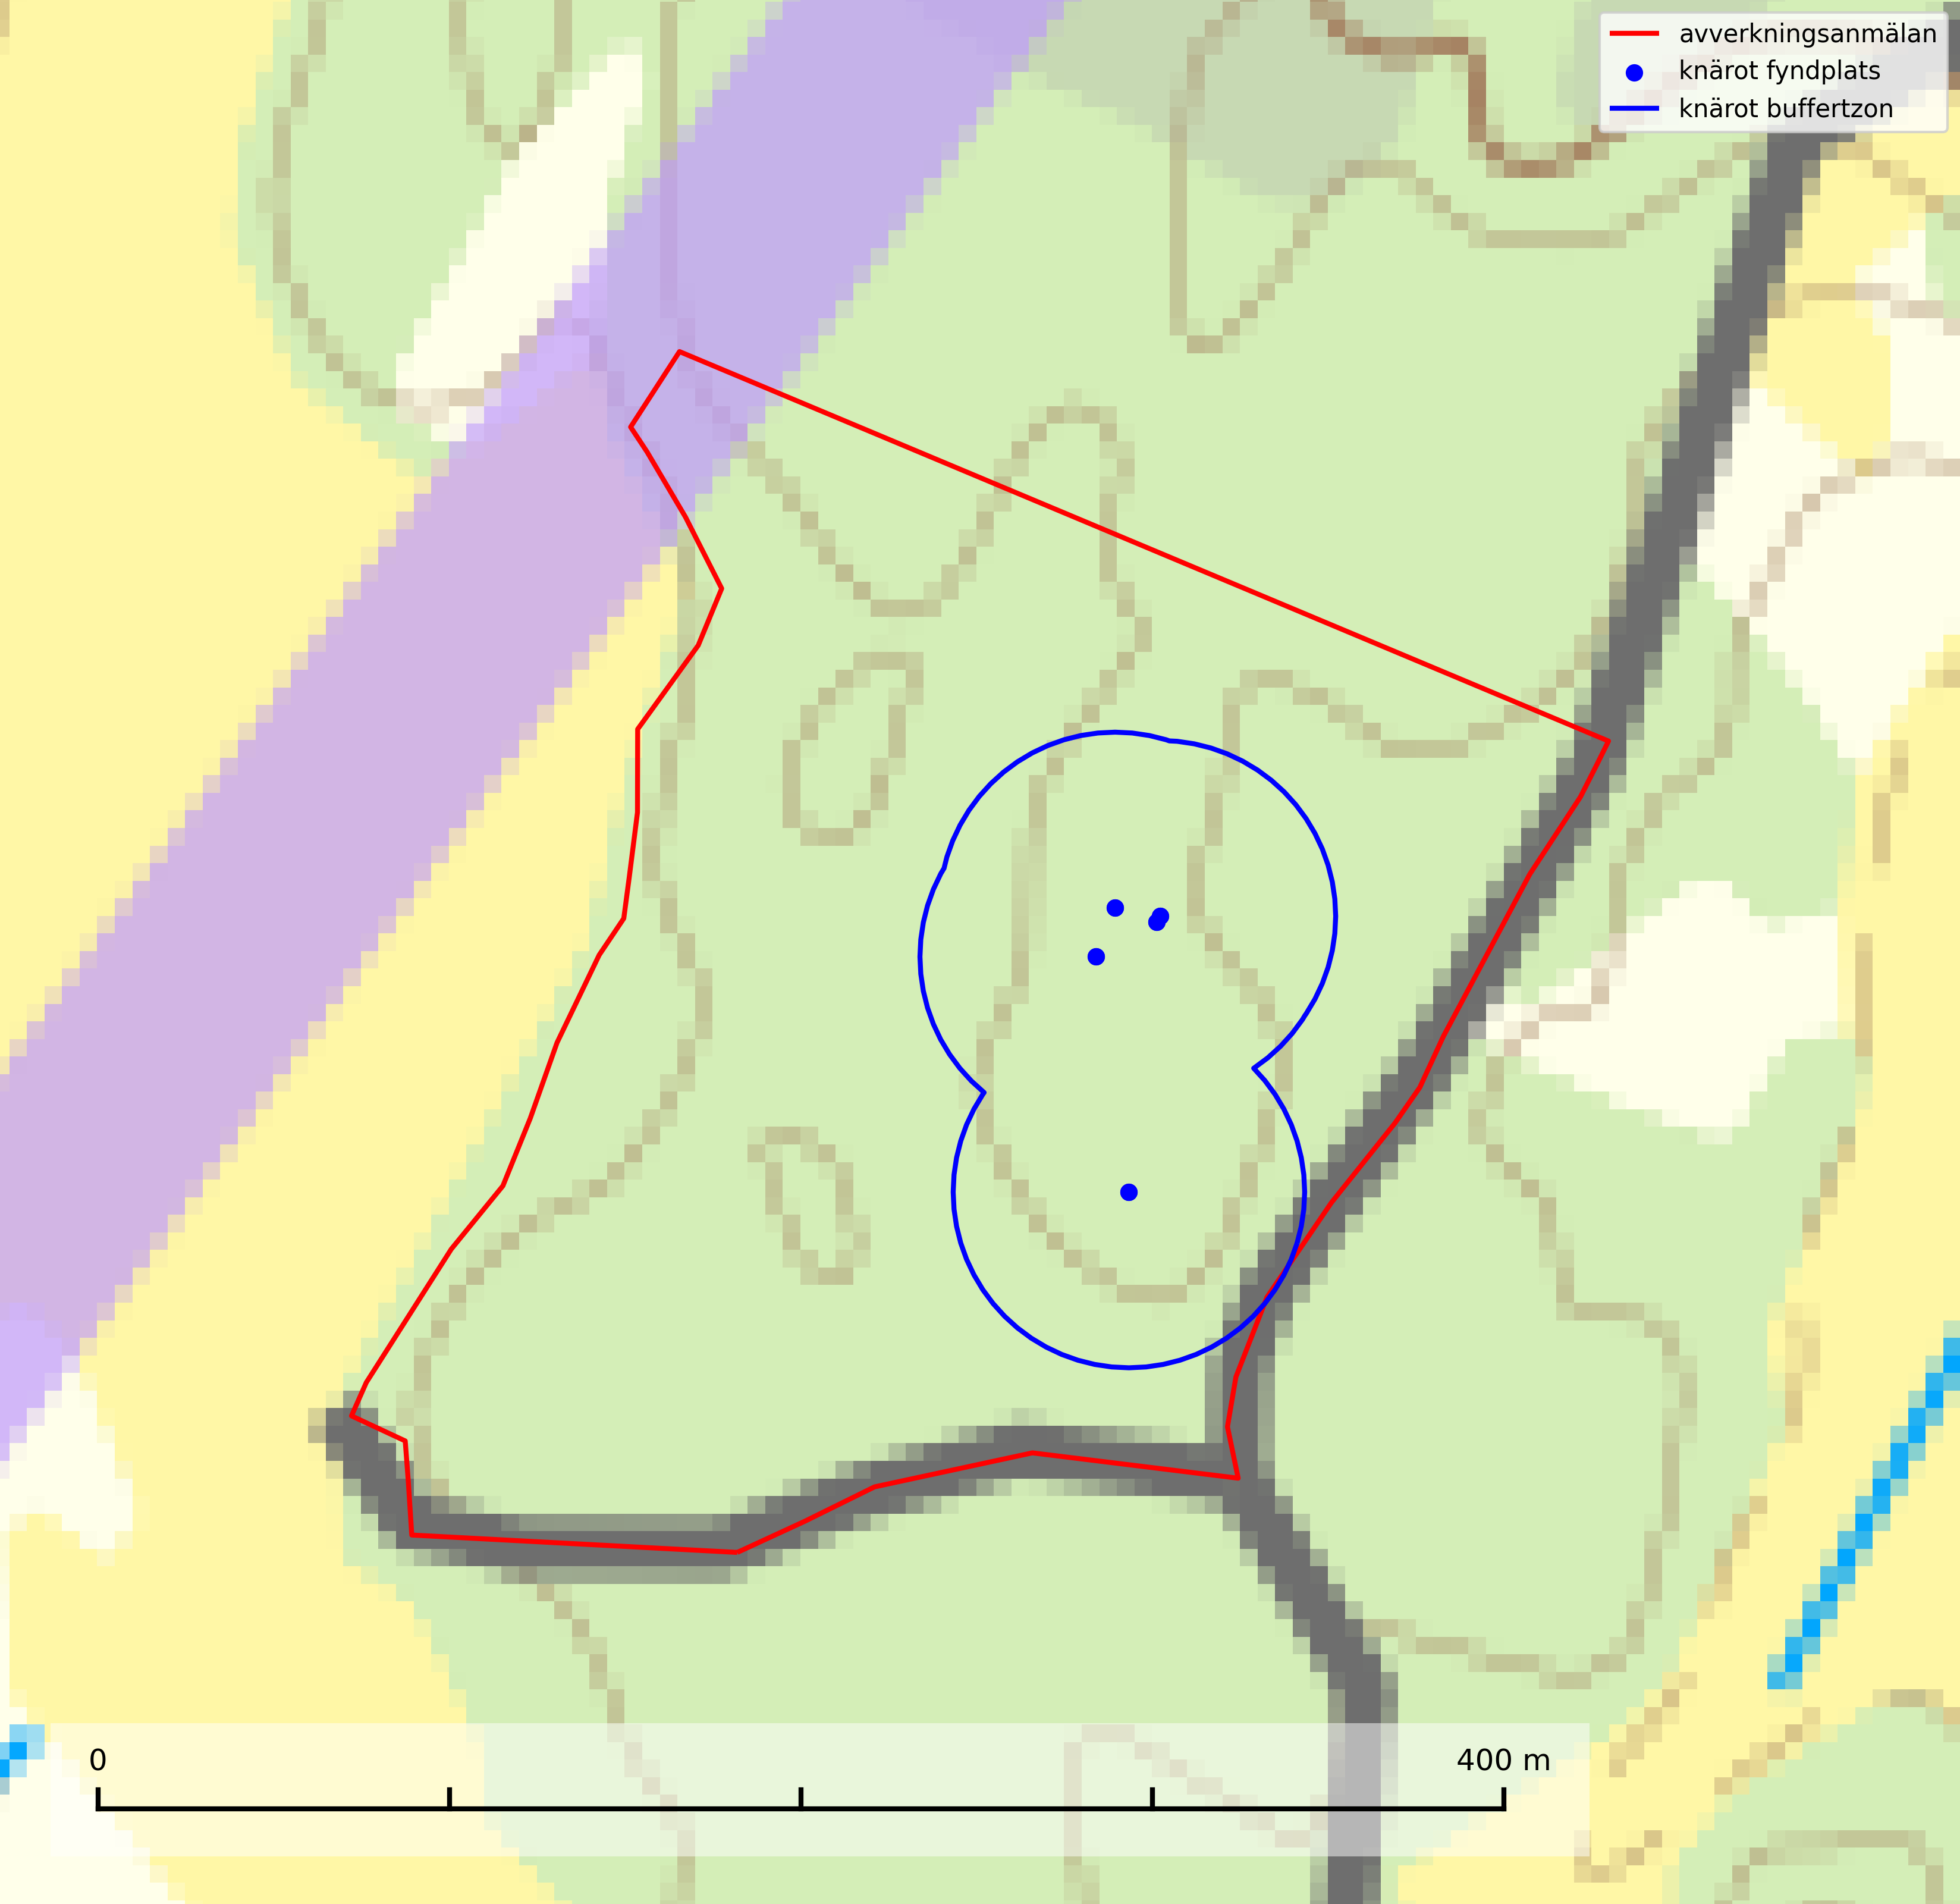 avverkningsanmälan
knärot fyndplats
knärot buffertzon
0
400 m